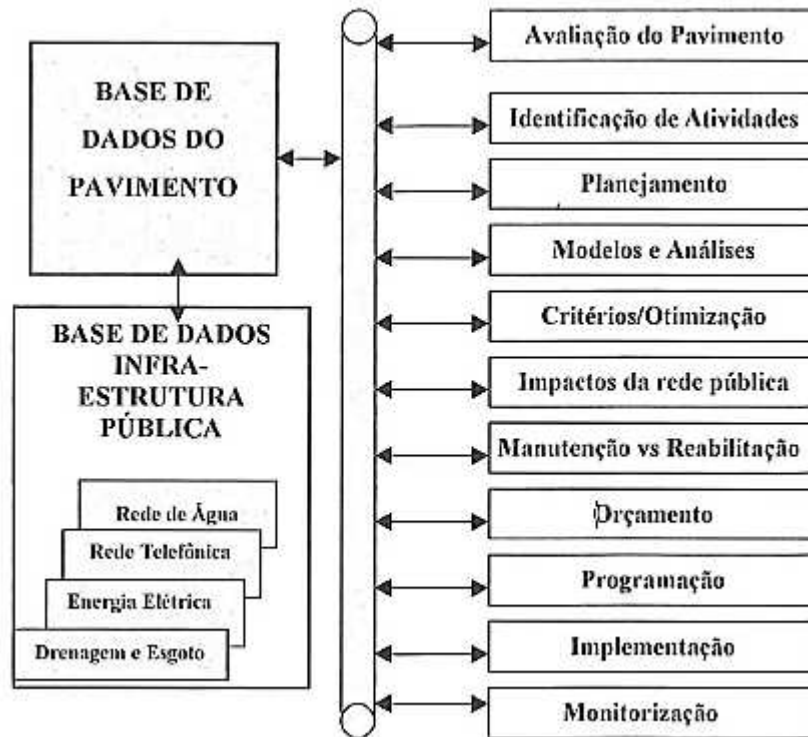 BASE DE
DADOS DO
PAVIMENTO
BASE DE DADOS
INFRA-
ESTRUTURA
PÚBLICA
Rede de Água
Rede Telefônica
Energia Elétrica
Drenagem e Esgoto
Avaliação do Pavimento
Identificação de Atividades
Planejamento
Modelos e Análises
Critérios/Otimização
Impactos da rede pública
Manutenção vs Reabilitação
Orçamento
Programação
Implementação
Monitorização